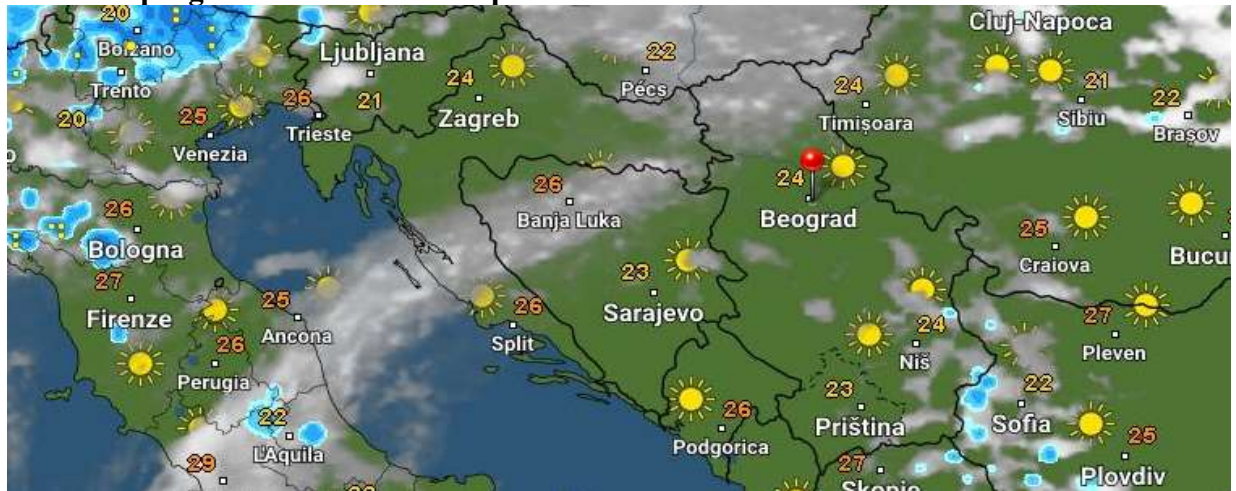 20
Bolzano
Trento
20
25
Venezia
Ljubljana
26
Trieste
21
24
Zagreb
22
Pécs
Cluj-Napoca
24
Timișoara
21
Sibiu
22
Brașov
26
Bologna
27
Firenze
25
Ancona
26
Perugia
22
L'Aquila
29
26
Banja Luka
23
Sarajevo
26
Split
24
Beograd
25
Craiova
Bucu
27
Pleven
24
Niš
23
Priština
22
Sofia
26
Podgorica
27
Skopje
25
Plovdiv